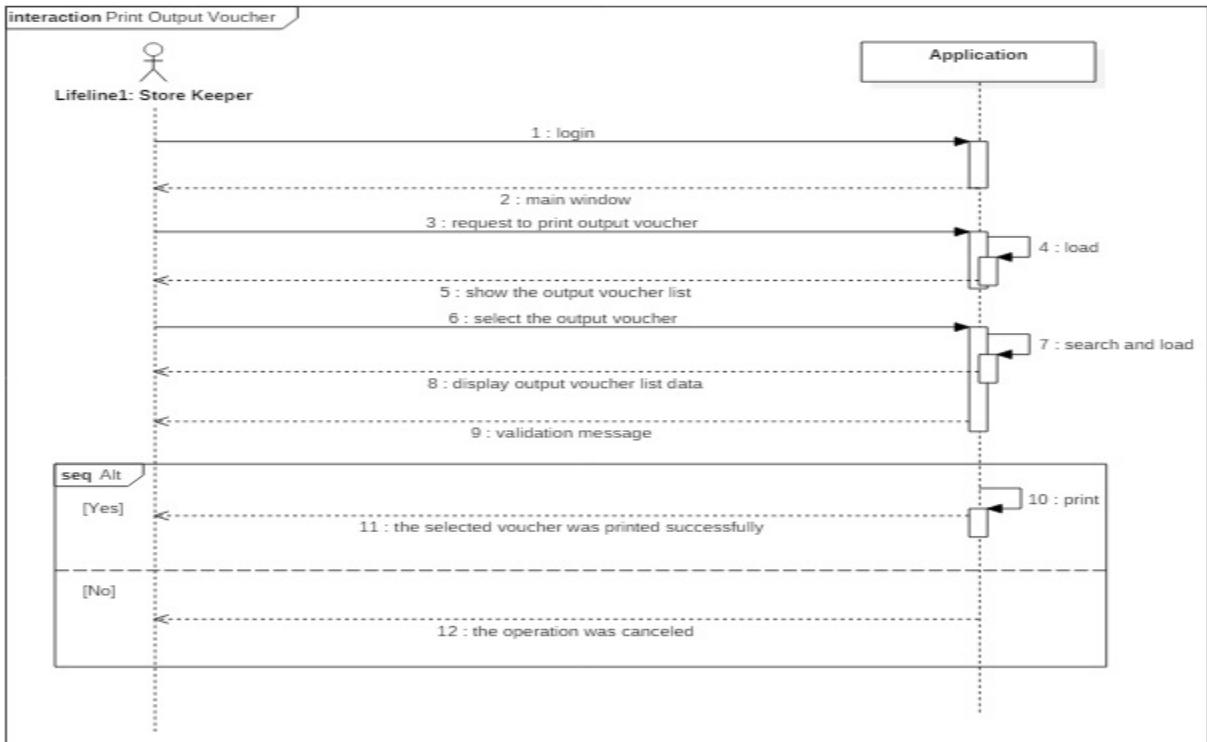 interaction Print Output Voucher
Application
Lifeline1: Store Keeper
1 : login
2 : main window
3 : request to print output voucher
4 : load
5 : show the output voucher list
6 : select the output voucher
7 : search and load
8 : display output voucher list data
9 : validation message
seq Alt
[Yes]
10 : print
11 : the selected voucher was printed successfully
[No]
12 : the operation was canceled